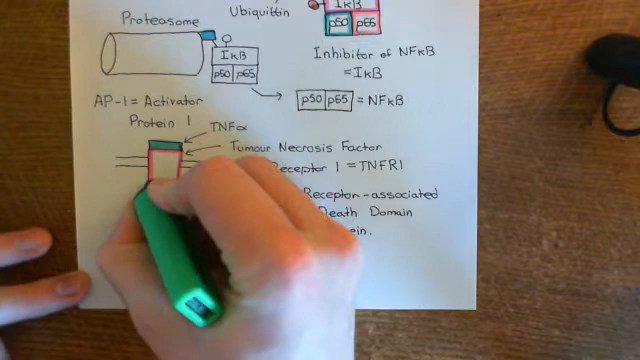 Proteasome
Ubiquitin
IκB
p50 p65
IκB
p50 p65
Inhibitor of NFκB
= IκB
p50 p65 = NFκB
AP-1 = Activator
Protein 1
TNFα
Tumour Necrosis Factor
Receptor 1 = TNFR1
Receptor-associated
Death Domain